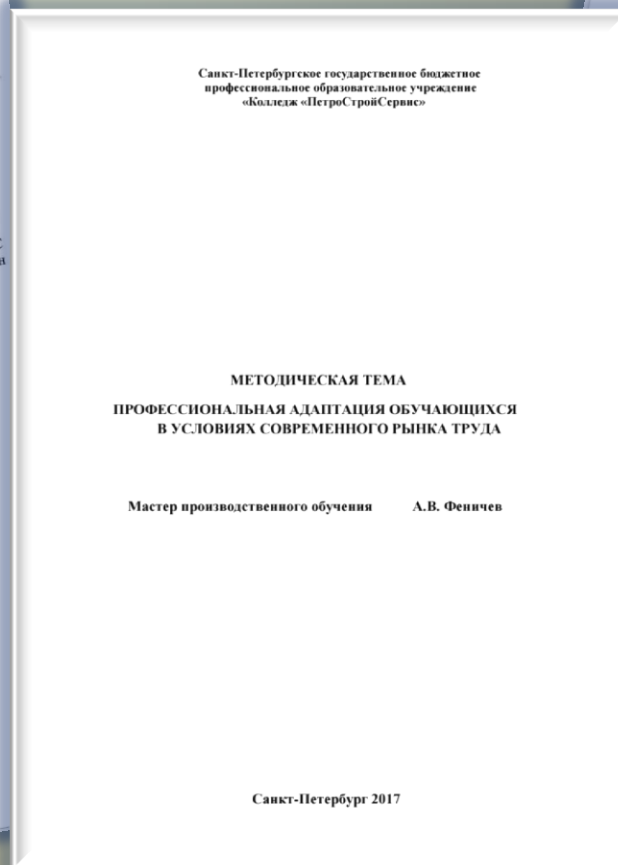 Санкт-Петербургское государственное бюджетное
профессиональное образовательное учреждение
«Колледж «ПетроСтройСервис»
МЕТОДИЧЕСКАЯ ТЕМА
ПРОФЕССИОНАЛЬНАЯ АДАПТАЦИЯ ОБУЧАЮЩИХСЯ
В УСЛОВИЯХ СОВРЕМЕННОГО РЫНКА ТРУДА
Мастер производственного обучения А.В. Феничев
Санкт-Петербург 2017